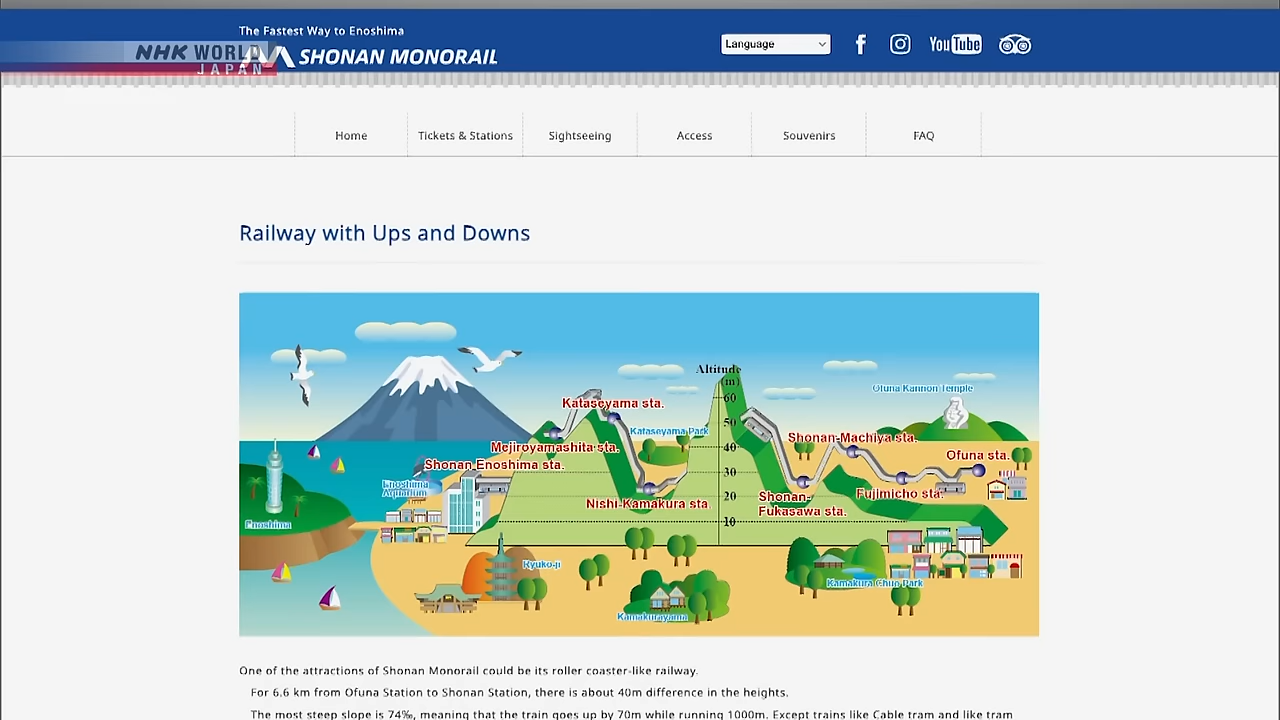 The Fastest Way to Enoshima
NHK WORLD
JAPAN
SHONAN MONORAIL
Language
f
YouTube
Home
Tickets & Stations
Sightseeing
Access
Souvenirs
FAQ
Railway with Ups and Downs
Altitude
(m)
60
50
40
30
20
10
Ofuna Kannon Temple
Kataseyama sta.
Kataseyama Park
Shonan-Machiya sta.
Mejiroyamashita sta.
Ofuna sta.
Shonan Enoshima sta.
Enoshima
Aquarium
Fujimicho sta.
Nishi-Kamakura sta.
Shonan-
Fukasawa sta.
Enoshima
Ryuko-ji
Kamakura Chuo Park
Kamakurayama
One of the attractions of Shonan Monorail could be its roller coaster-like railway.
For 6.6 km from Ofuna Station to Shonan Station, there is about 40m difference in the heights.
The most steep slope is 74‰, meaning that the train goes up by 70m while running 1000m. Except trains like Cable tram and like tram